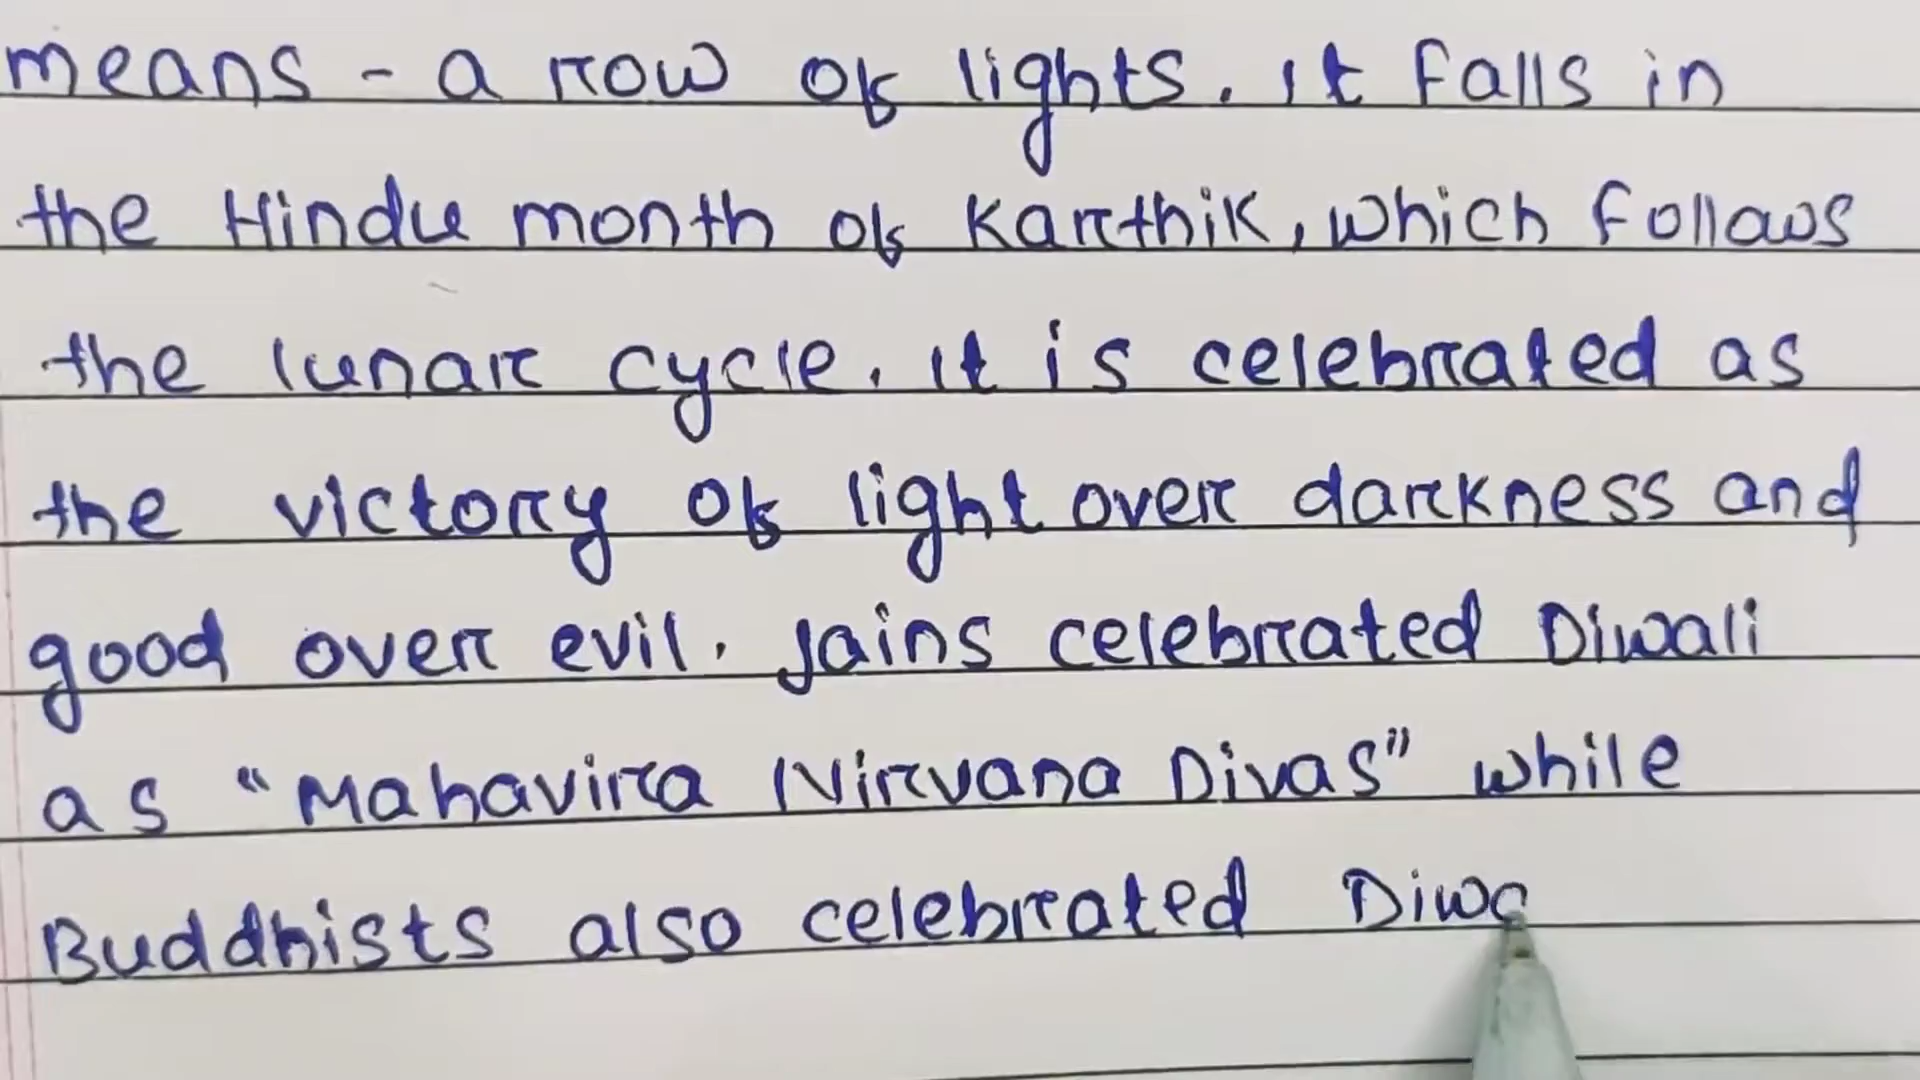 means - a row of lights. It falls in
the Hindu month of Karthik, which follows
the lunar cycle. It is celebrated as
the victory of light over darkness and
good over evil. Jains celebrated Diwali
as "Mahavira Nirvana Divas" while
Buddhists also celebrated Diwa